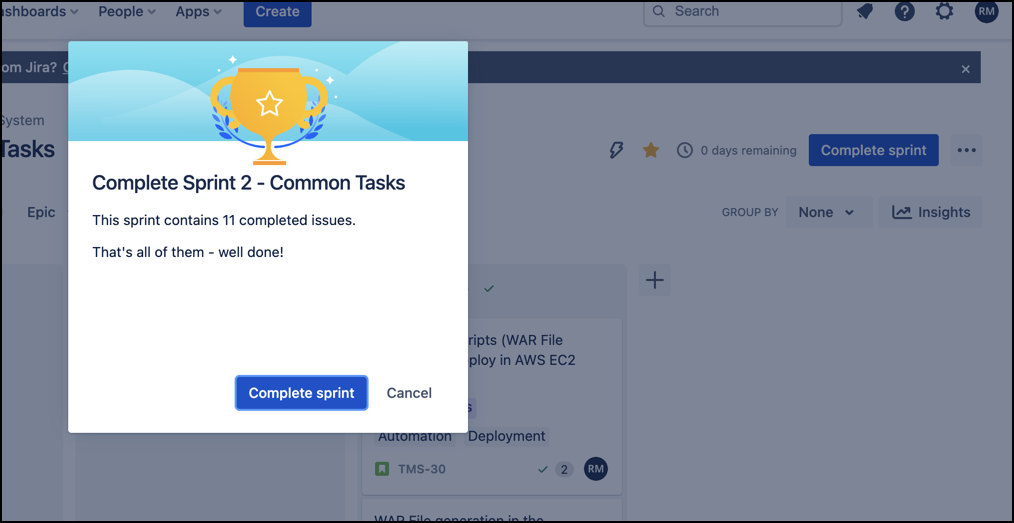 ashboards People Apps Create Search RM
om Jira?
System
Tasks 0 days remaining Complete sprint
Epic GROUP BY None Insights
Complete Sprint 2 - Common Tasks
This sprint contains 11 completed issues.
That's all of them - well done!
Complete sprint Cancel
ripts (WAR File
ploy in AWS EC2
s
Automation Deployment
TMS-30 2 RM
WAR File generation in the